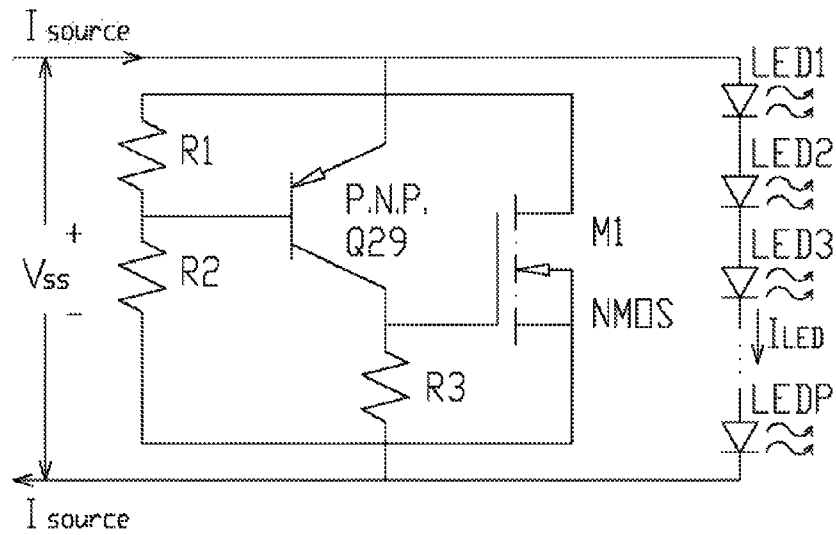 I source
LED1
R1
LED2
P.N.P.
Q29
M1
+
Vss
-
R2
LED3
NMOS
ILED
R3
LEDP
I source